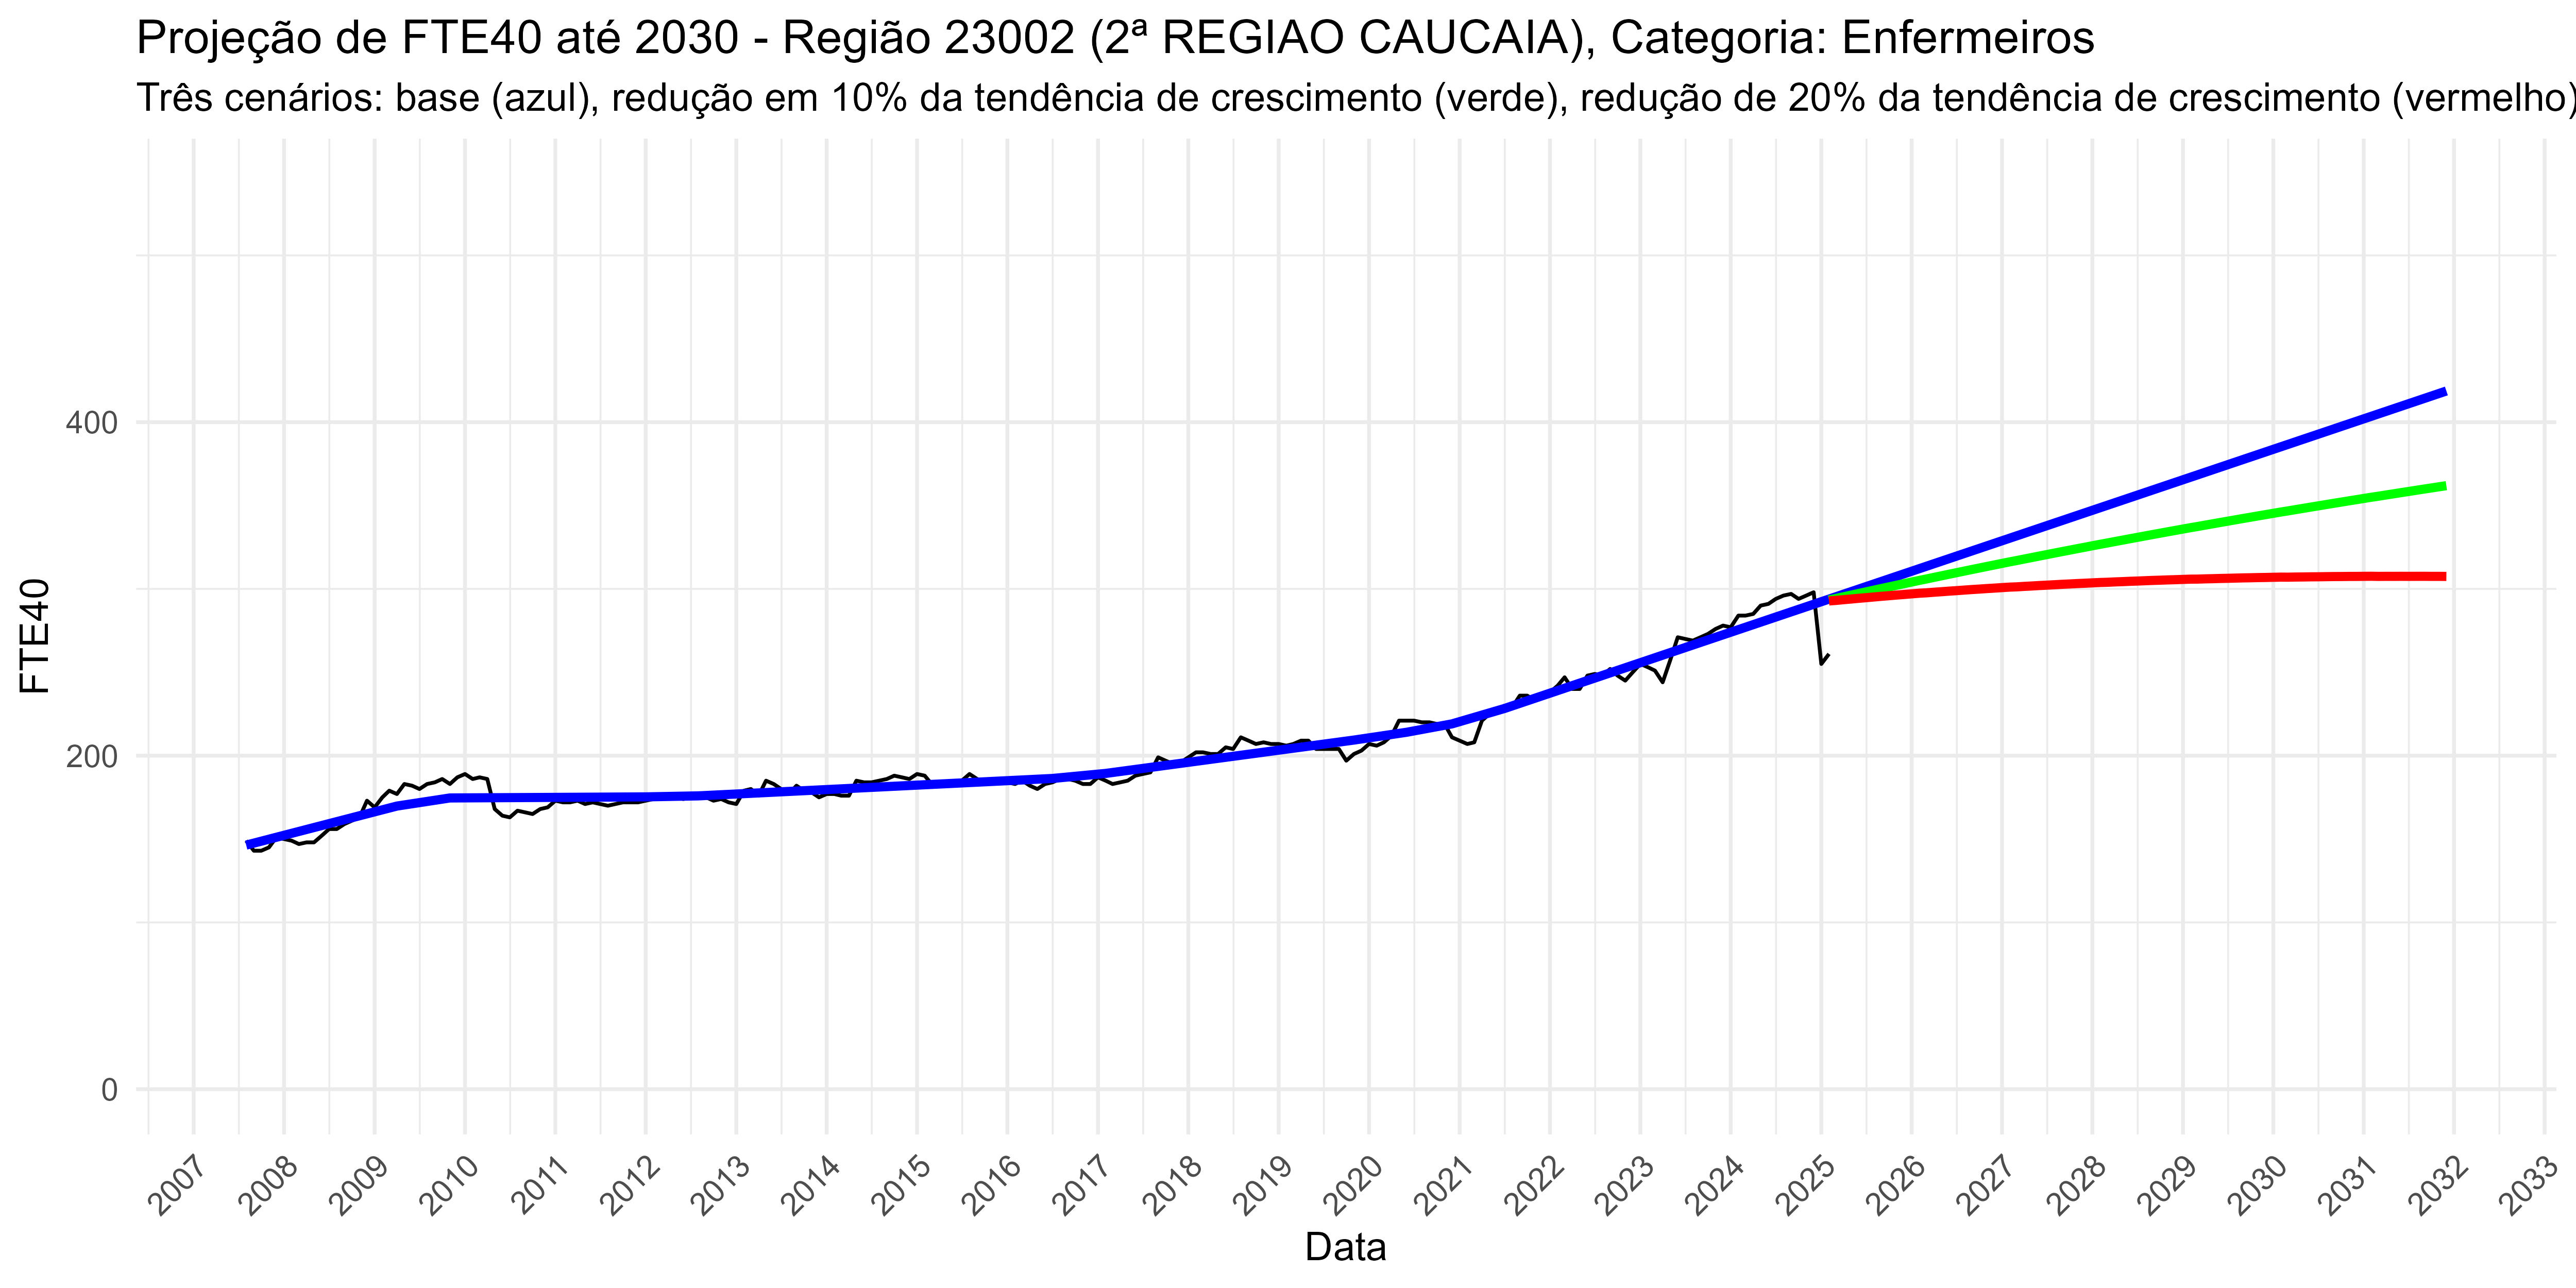 Projeção de FTE40 até 2030 - Região 23002 (2ª REGIAO CAUCAIA), Categoria: Enfermeiros
Três cenários: base (azul), redução em 10% da tendência de crescimento (verde), redução de 20% da tendência de crescimento (vermelho)
FTE40
400
200
0
2007 2008 2009 2010 2011 2012 2013 2014 2015 2016 2017 2018 2019 2020 2021 2022 2023 2024 2025 2026 2027 2028 2029 2030 2031 2032 2033
Data